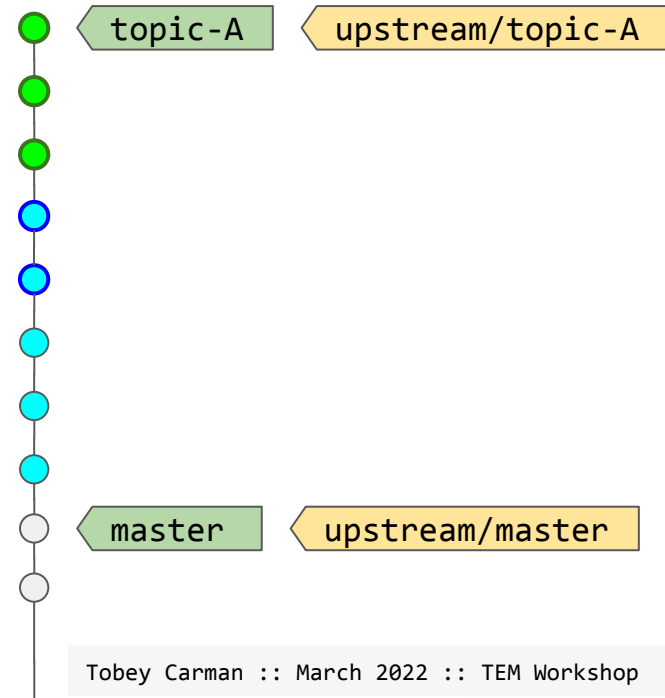 topic-A upstream/topic-A
master upstream/master
Tobey Carman :: March 2022 :: TEM Workshop